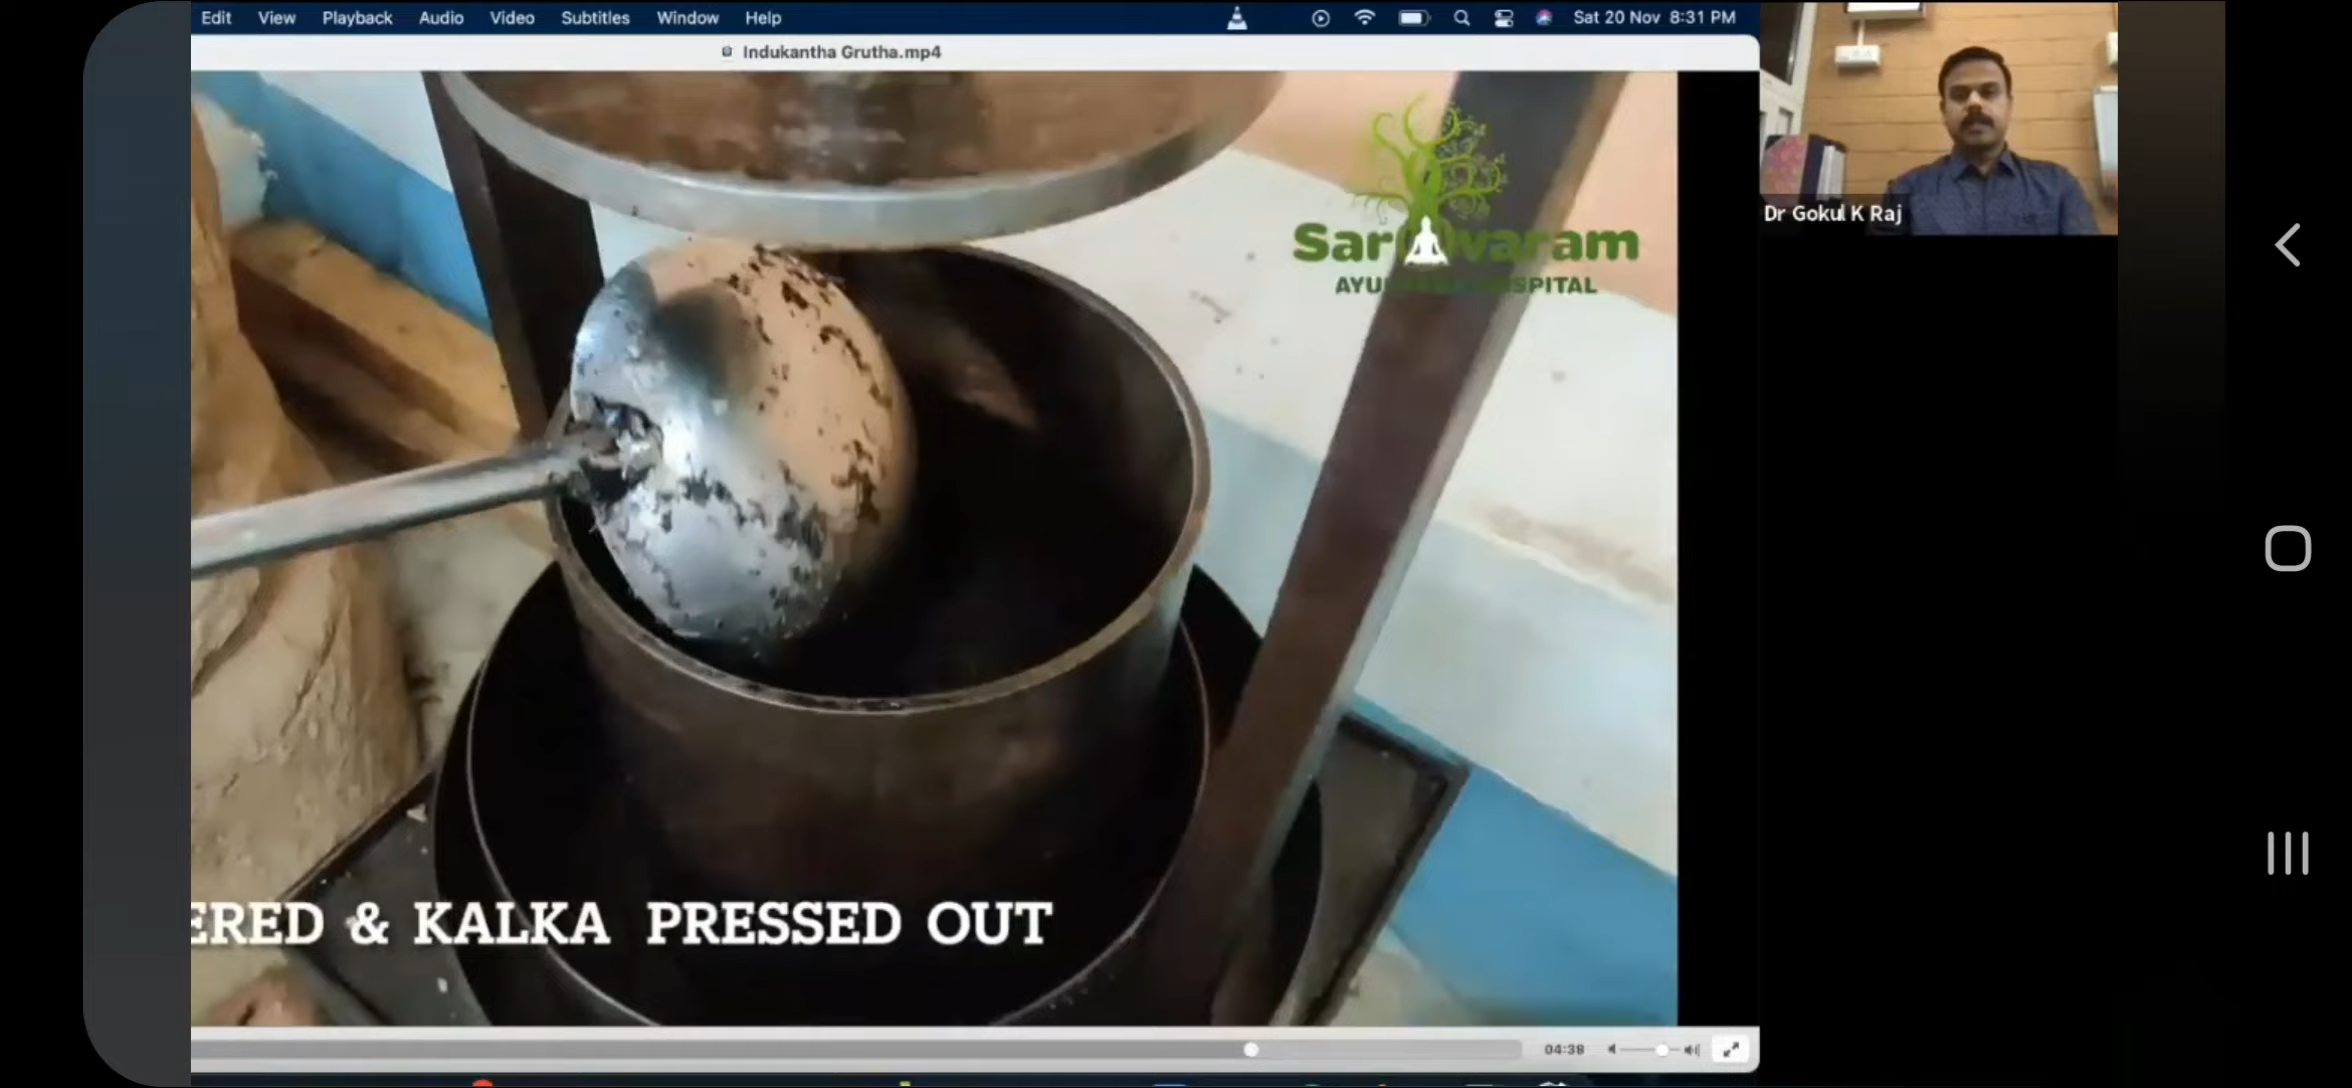 Edit View Playback Audio Video Subtitles Window Help Sat 20 Nov 8:31 PM
Indukantha Grutha.mp4
Dr Gokul K Raj
ERED & KALKA PRESSED OUT
04:38